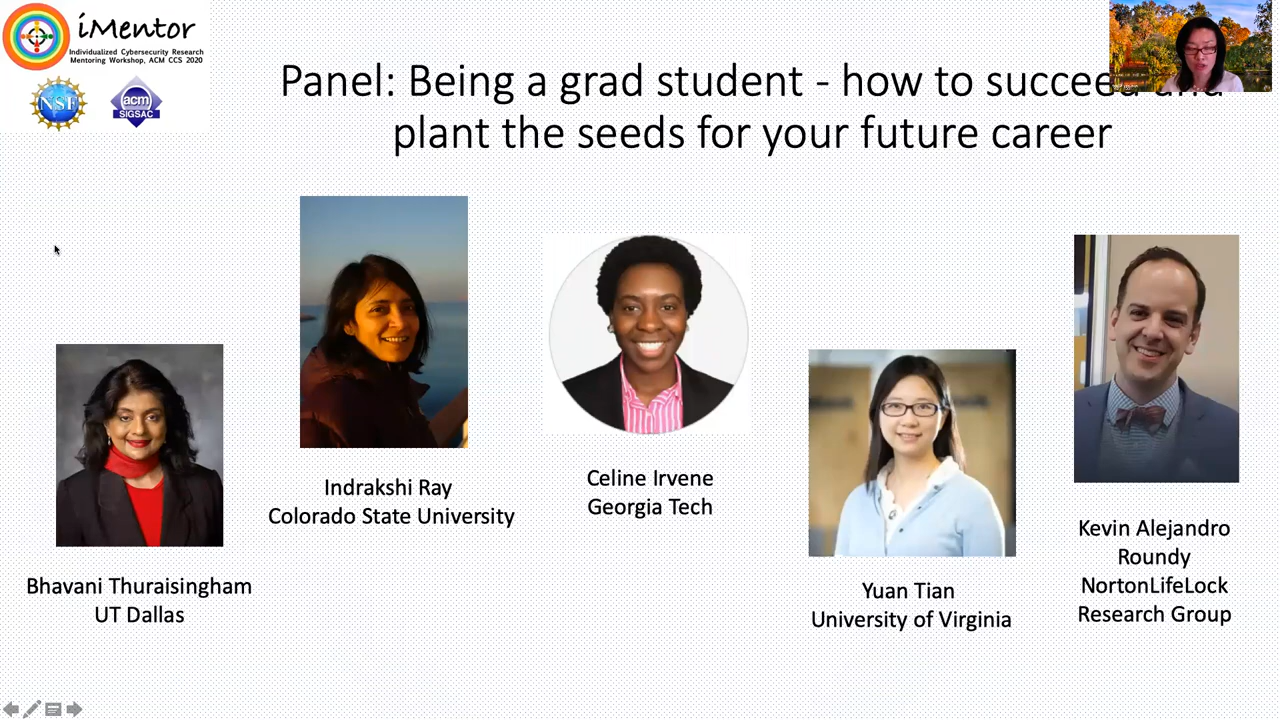 iMentor
Individualized Cybersecurity Research
Mentoring Workshop, ACM CCS 2020
NSF
acm
SIGSAC
Panel: Being a grad student - how to succeed and
plant the seeds for your future career
Bhavani Thuraisingham
UT Dallas
Indrakshi Ray
Colorado State University
Celine Irvene
Georgia Tech
Yuan Tian
University of Virginia
Kevin Alejandro
Roundy
NortonLifeLock
Research Group